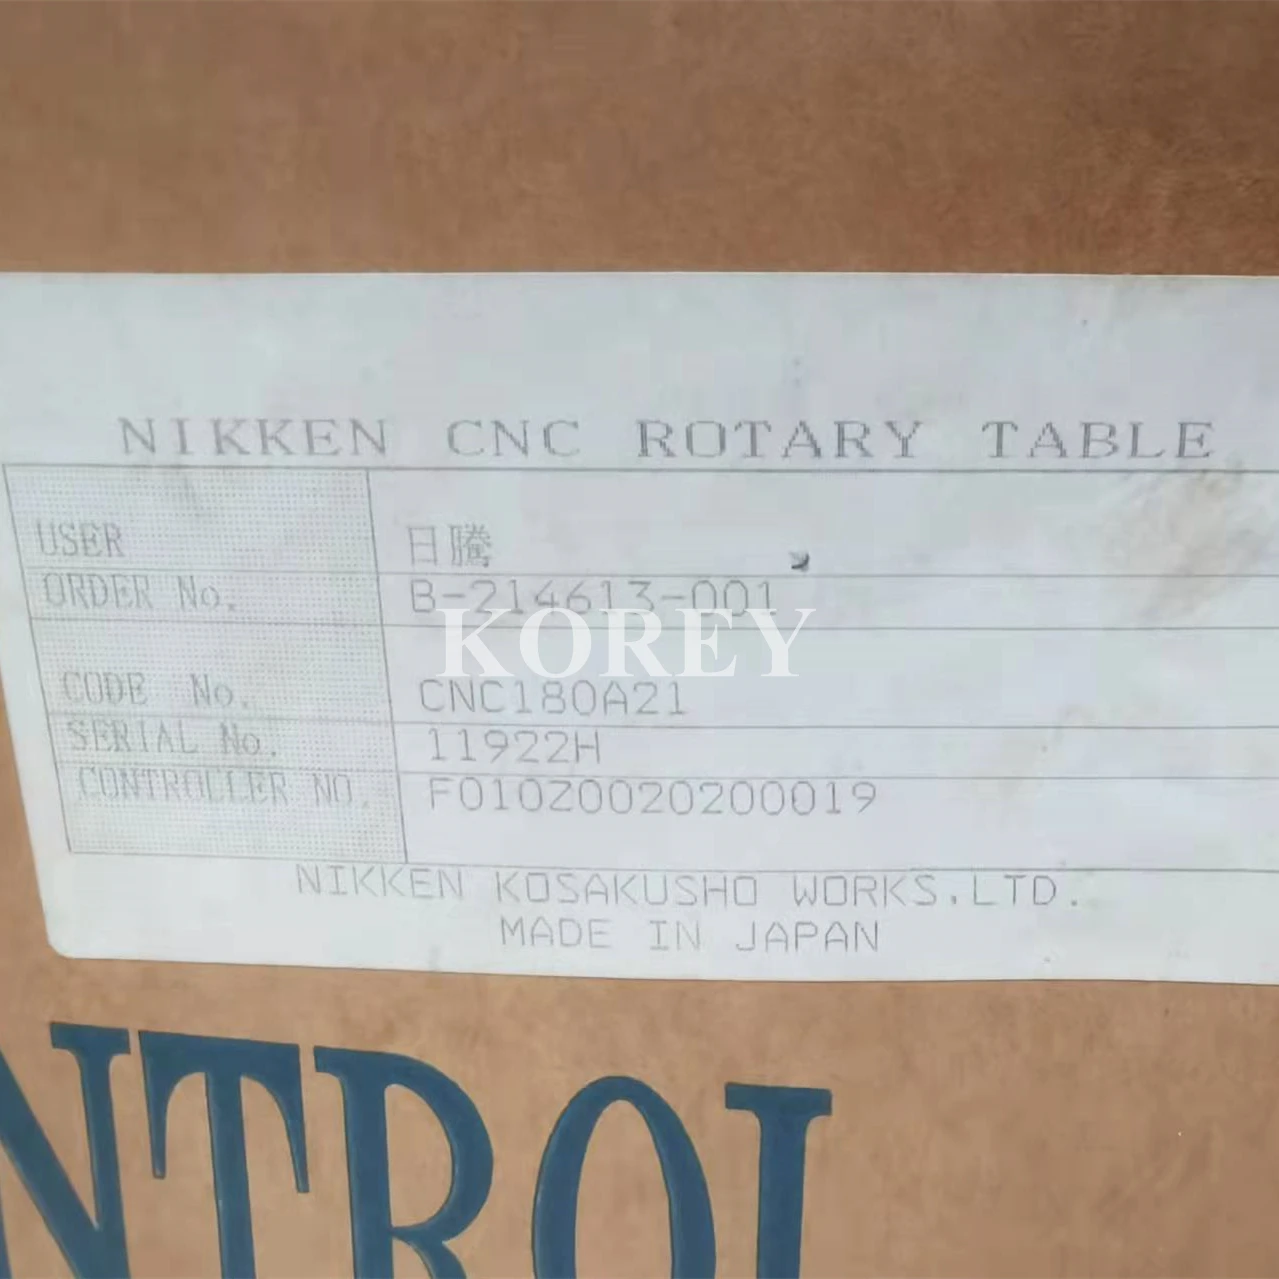 NIKKEN CNC ROTARY TABLE
USER 日騰
ORDER No. B-214613-001
KOREY
CODE No. CNC180A21
SERIAL No. 11922H
CONTROLLER NO. F010Z0020200019
NIKKEN KOSAKUSHO WORKS,LTD.
MADE IN JAPAN
NTROL